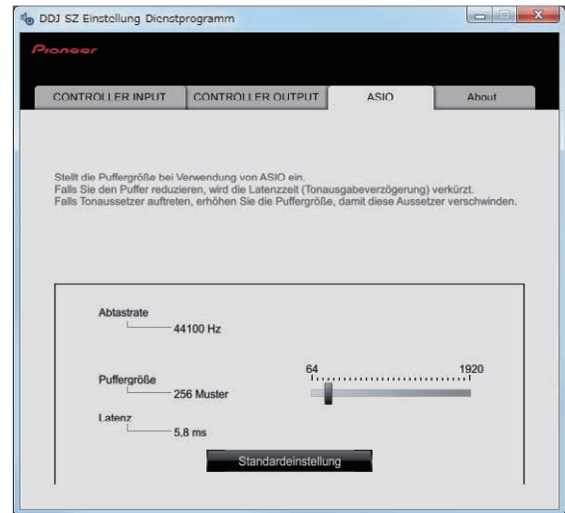 DDJ SZ Einstellung Dienstprogramm
Pioneer
CONTROLLER INPUT
CONTROLLER OUTPUT
ASIO
About
Stellt die Puffergröße bei Verwendung von ASIO ein.
Falls Sie den Puffer reduzieren, wird die Latenzzeit (Tonausgabeverzögerung) verkürzt.
Falls Tonaussetzer auftreten, erhöhen Sie die Puffergröße, damit diese Aussetzer verschwinden.
Abtastrate
44100 Hz
64
1920
Puffergröße
256 Muster
Latenz
5,8 ms
Standardeinstellung